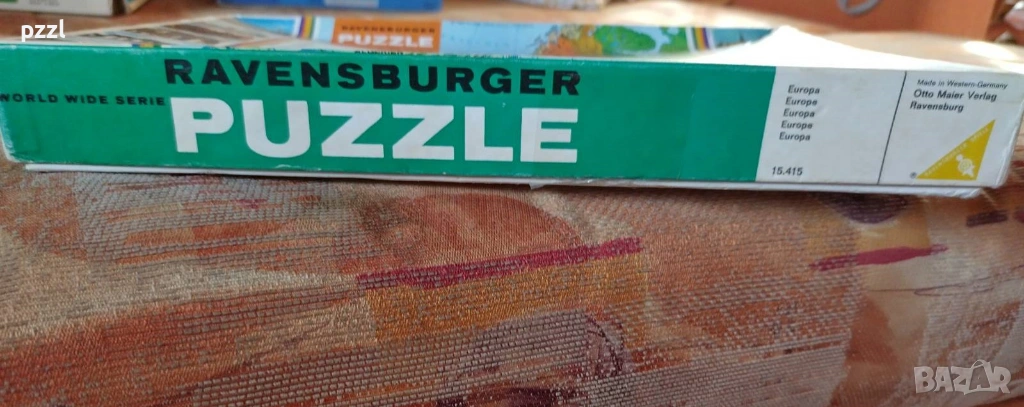 pzzl
RAVENSBURGER
PUZZLE
RAVENSBURGER
WORLD WIDE SERIE
PUZZLE
Europa
Europe
Europa
Europe
Europa
15.415
Made in Western-Germany
Otto Maier Verlag
Ravensburg
®
BAZAR